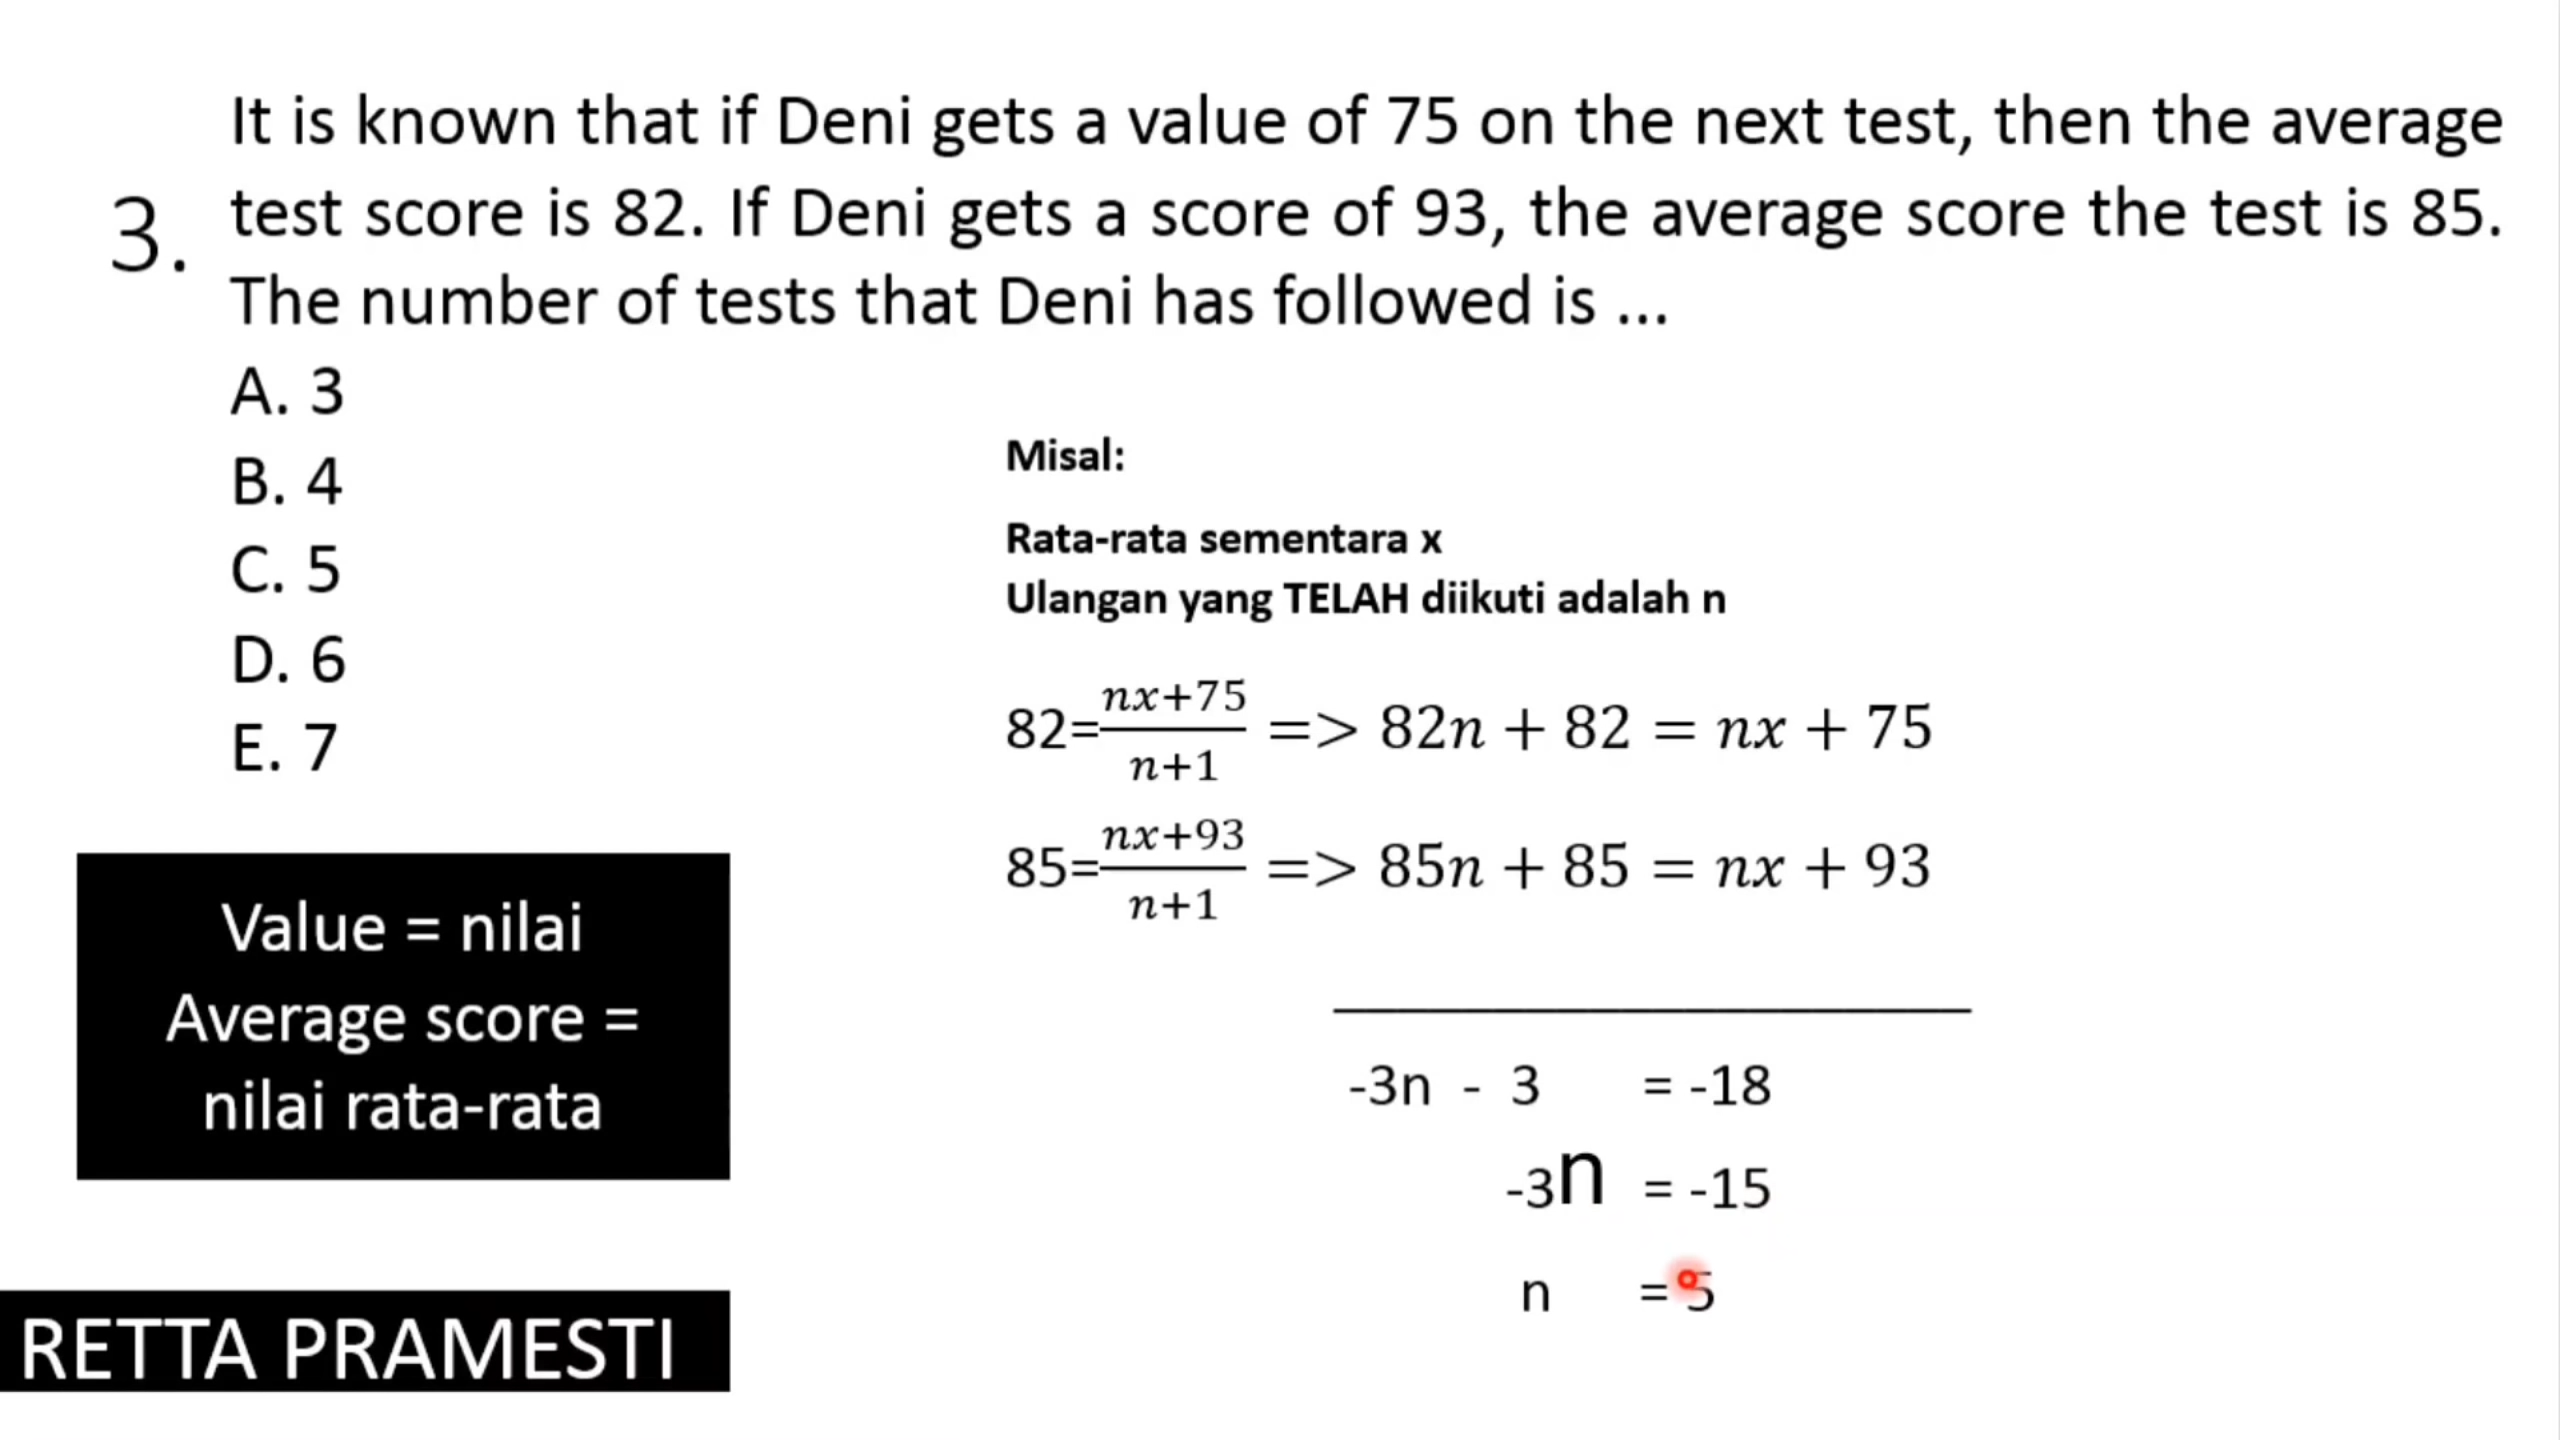 It is known that if Deni gets a value of 75 on the next test, then the average
3. test score is 82. If Deni gets a score of 93, the average score the test is 85.
The number of tests that Deni has followed is ...
A. 3
B. 4
C. 5
D. 6
E. 7
Misal:
Rata-rata sementara x
Ulangan yang TELAH diikuti adalah n
82=\frac{nx+75}{n+1} => 82n + 82 = nx + 75
85=\frac{nx+93}{n+1} => 85n + 85 = nx + 93
-3n - 3 = -18
-3n = -15
n = 5
Value = nilai
Average score =
nilai rata-rata
RETTA PRAMESTI